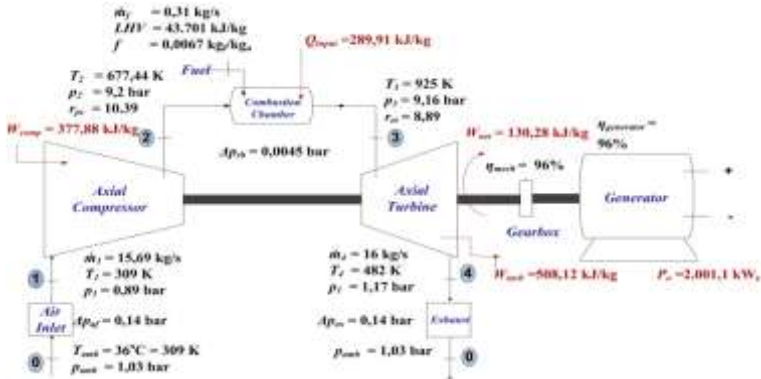 ṁf = 0,31 kg/s
LHV = 43.701 kJ/kg
f = 0,0067 kgf/kga
Qinput =289,91 kJ/kg
Fuel
T2 = 677,44 K
p2 = 9,2 bar
rpc = 10,39
Combustion
Chamber
T3 = 925 K
p3 = 9,16 bar
= 8,89
Wcomp = 377,88 kJ/kg
2
3
Wnet = 130,28 kJ/kg
ηgenerator =
96%
Δpcb = 0,0045 bar
ηmech = 96%
+
Axial
Compressor
Axial
Turbine
Generator
-
Gearbox
1
ṁ1 = 15,69 kg/s
T1 = 309 K
p1 = 0,89 bar
ṁ4 = 16 kg/s
T4 = 482 K
= 1,17 bar
4
Wturb =508,12 kJ/kg
= 2,001,1 kWe
Air
Inlet
= 0,14 bar
= 0,14 bar
Exhaust
0
Tamb = 36°C = 309 K
pamb = 1,03 bar
pamb = 1,03 bar
0